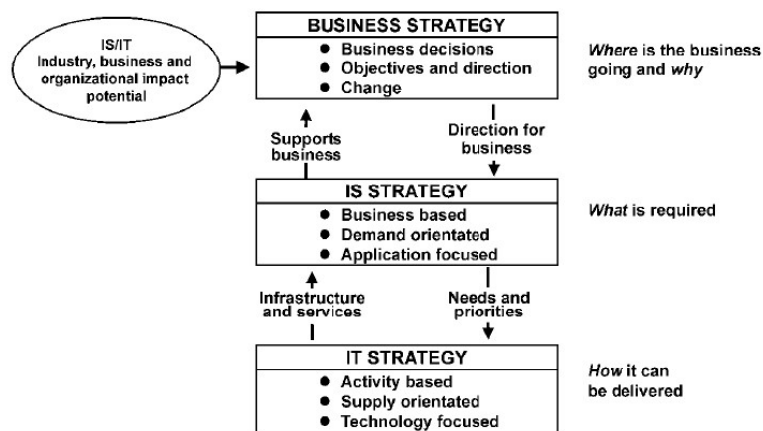 IS/IT
Industry, business and
organizational impact
potential
BUSINESS STRATEGY
● Business decisions
● Objectives and direction
● Change
Where is the business
going and why
Supports
business
Direction for
business
IS STRATEGY
● Business based
● Demand orientated
● Application focused
What is required
Infrastructure
and services
Needs and
priorities
IT STRATEGY
● Activity based
● Supply orientated
● Technology focused
How it can
be delivered